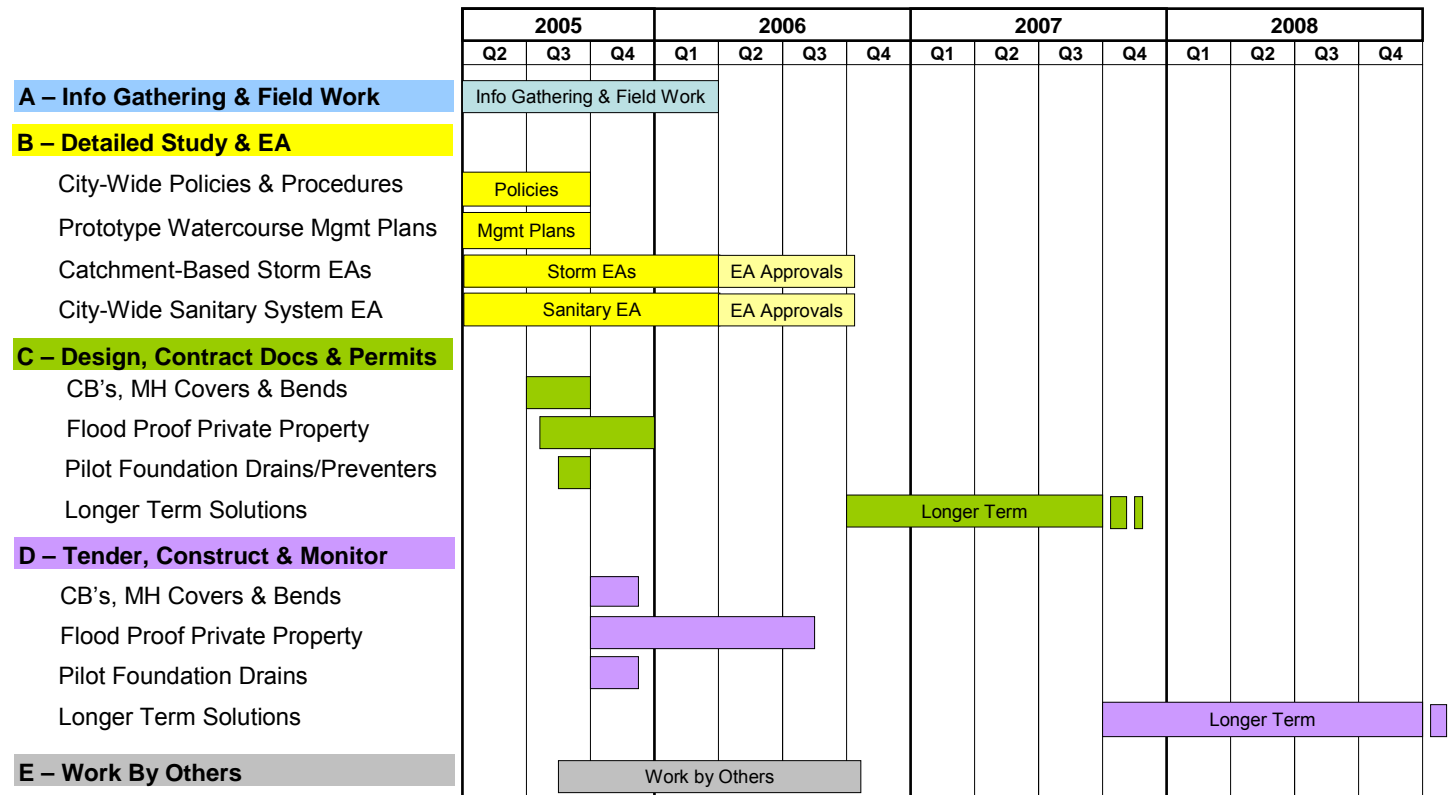 2005 2006 2007 2008
Q2 Q3 Q4 Q1 Q2 Q3 Q4 Q1 Q2 Q3 Q4 Q1 Q2 Q3 Q4
A – Info Gathering & Field Work Info Gathering & Field Work
B – Detailed Study & EA
City-Wide Policies & Procedures Policies
Prototype Watercourse Mgmt Plans Mgmt Plans
Catchment-Based Storm EAs Storm EAs EA Approvals
City-Wide Sanitary System EA Sanitary EA EA Approvals
C – Design, Contract Docs & Permits
CB’s, MH Covers & Bends
Flood Proof Private Property
Pilot Foundation Drains/Preventers
Longer Term Solutions Longer Term
D – Tender, Construct & Monitor
CB’s, MH Covers & Bends
Flood Proof Private Property
Pilot Foundation Drains
Longer Term Solutions Longer Term
E – Work By Others Work by Others